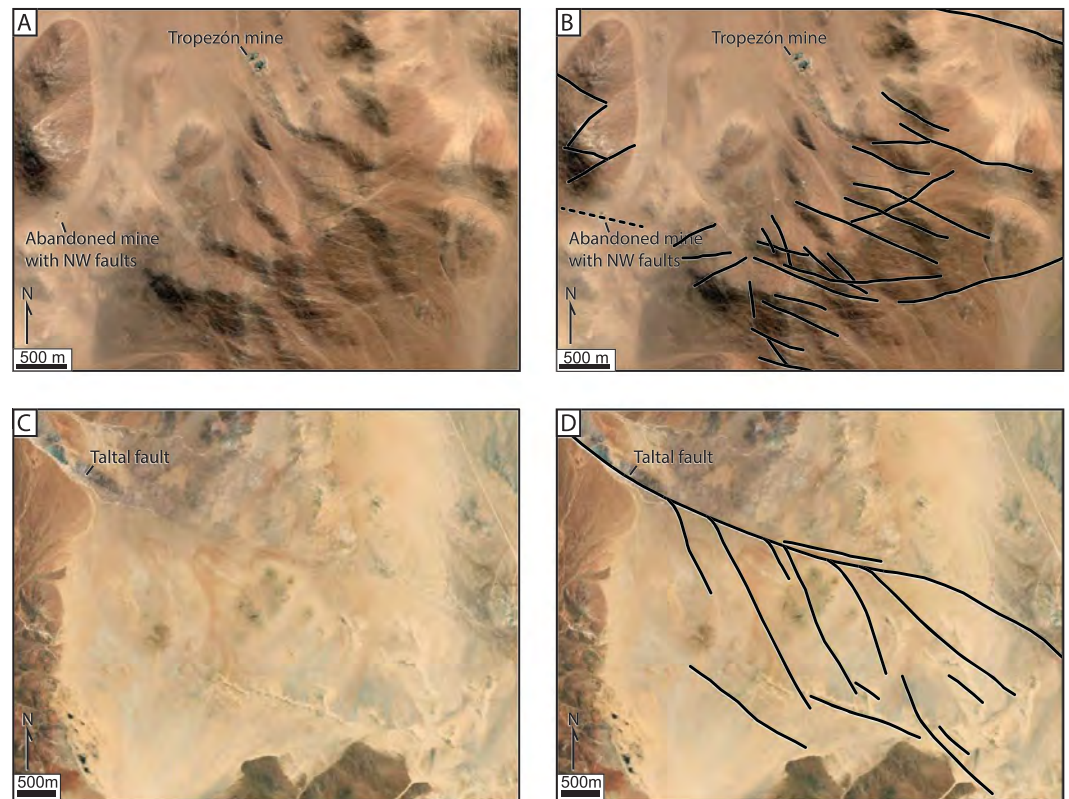 A
Tropezón mine
Abandoned mine
with NW faults
N
500 m
B
Tropezón mine
Abandoned mine
with NW faults
N
500 m
C
Taltal fault
N
500m
D
Taltal fault
N
500m